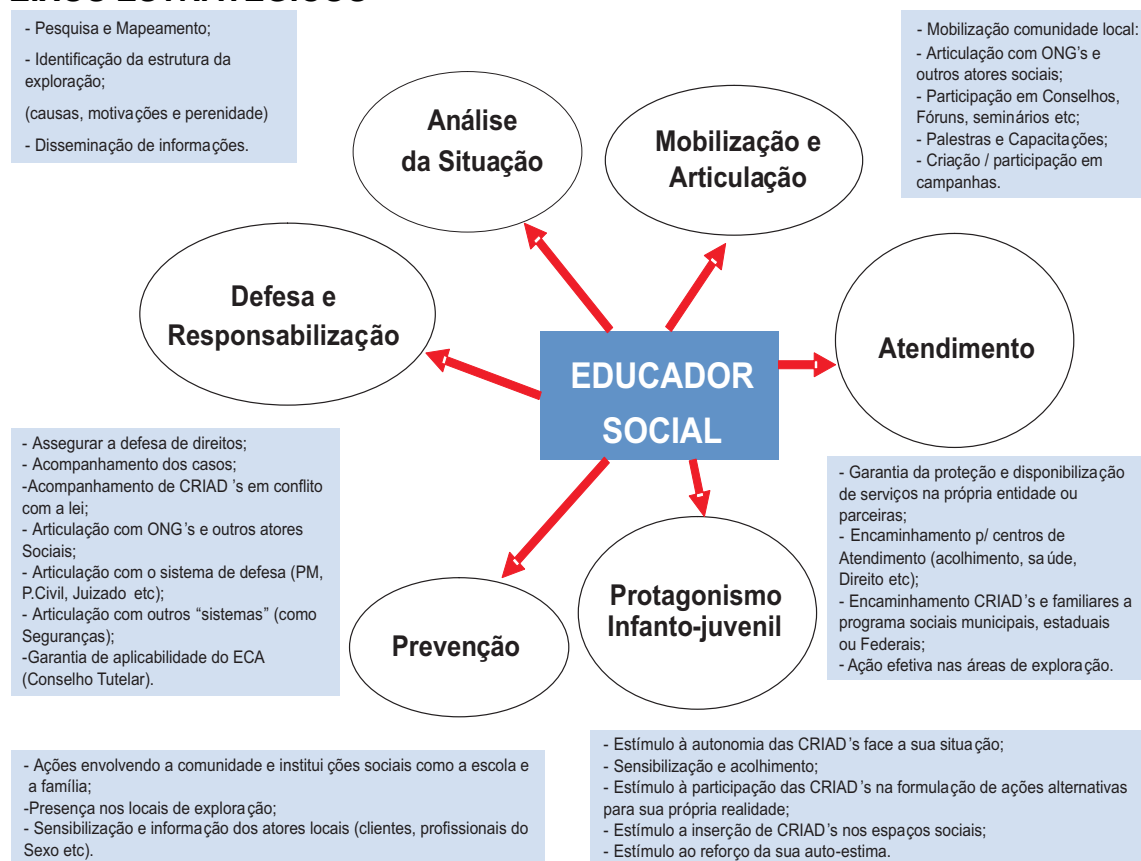 EIXOS ESTRATÉGICOS
- Pesquisa e Mapeamento;
- Identificação da estrutura da
exploração;
(causas, motivações e perenidade)
- Disseminação de informações.
- Mobilização comunidade local:
- Articulação com ONG's e
outros atores sociais;
- Participação em Conselhos,
Fóruns, seminários etc;
- Palestras e Capacitações;
- Criação / participação em
campanhas.
Análise
da Situação
Mobilização e
Articulação
Defesa e
Responsabilização
Atendimento
EDUCADOR
SOCIAL
- Assegurar a defesa de direitos;
- Acompanhamento dos casos;
-Acompanhamento de CRIAD 's em conflito
com a lei;
- Articulação com ONG's e outros atores
Sociais;
- Articulação com o sistema de defesa (PM,
P.Civil, Juizado etc);
- Articulação com outros “sistemas” (como
Seguranças);
-Garantia de aplicabilidade do ECA
(Conselho Tutelar).
- Garantia da proteção e disponibilização
de serviços na própria entidade ou
parceiras;
- Encaminhamento p/ centros de
Atendimento (acolhimento, sa úde,
Direito etc);
- Encaminhamento CRIAD's e familiares a
programa sociais municipais, estaduais
ou Federais;
- Ação efetiva nas áreas de exploração.
Prevenção
Protagonismo
Infanto-juvenil
- Ações envolvendo a comunidade e institui ções sociais como a escola e
a família;
-Presença nos locais de exploração;
- Sensibilização e informação dos atores locais (clientes, profissionais do
Sexo etc).
- Estímulo à autonomia das CRIAD's face a sua situação;
- Sensibilização e acolhimento;
- Estímulo à participação das CRIAD's na formulação de ações alternativas
para sua própria realidade;
- Estímulo a inserção de CRIAD's nos espaços sociais;
- Estímulo ao reforço da sua auto-estima.